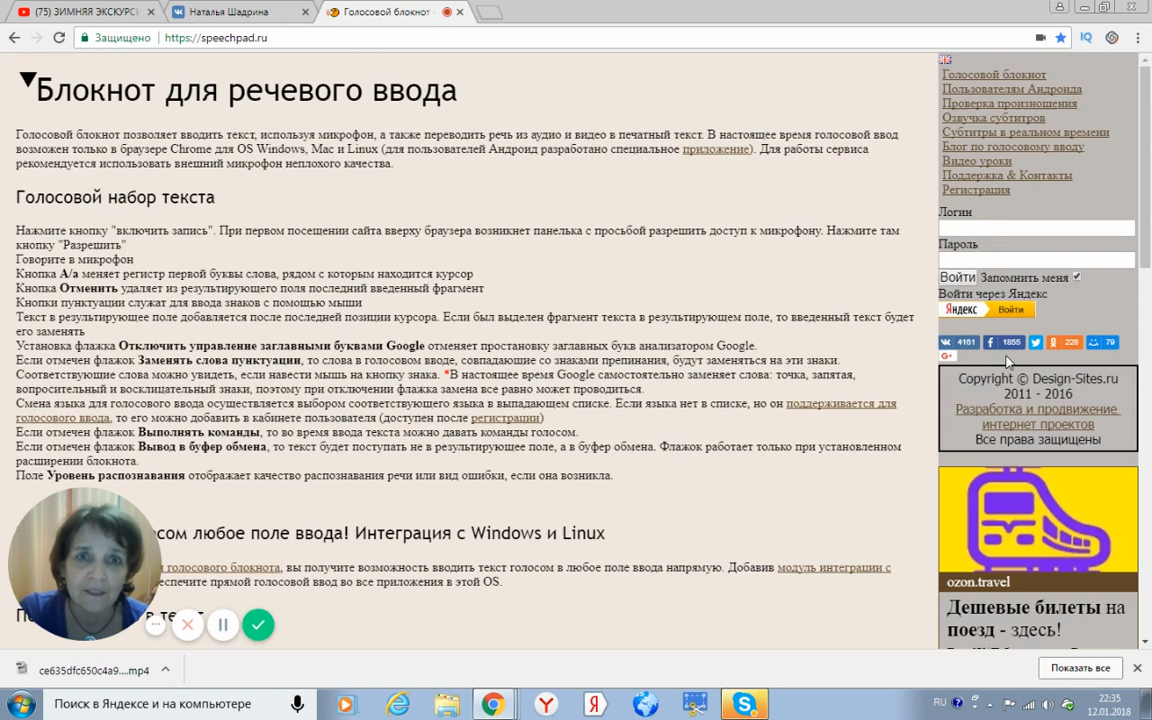 (75) ЗИМНЯЯ ЭКСКУРС
Наталья Шадрина
Голосовой блокнот -
Защищено
https://speechpad.ru
IQ
Блокнот для речевого ввода
Голосовой блокнот позволяет вводить текст, используя микрофон, а также переводить речь из аудио и видео в печатный текст. В настоящее время голосовой ввод
возможен только в браузере Chrome для OS Windows, Mac и Linux (для пользователей Андроид разработано специальное приложение). Для работы сервиса
рекомендуется использовать внешний микрофон неплохого качества.
Голосовой набор текста
Нажмите кнопку "включить запись". При первом посещении сайта вверху браузера возникнет панелька с просьбой разрешить доступ к микрофону. Нажмите там
кнопку "Разрешить"
Говорите в микрофон
Кнопка А/а меняет регистр первой буквы слова, рядом с которым находится курсор
Кнопка Отменить удаляет из результирующего поля последний введенный фрагмент
Кнопки пунктуации служат для ввода знаков с помощью мыши
Текст в результирующее поле добавляется после последней позиции курсора. Если был выделен фрагмент текста в результирующем поле, то введенный текст будет
его заменять
Установка флажка Отключить управление заглавными буквами Google отменяет простановку заглавных букв анализатором Google.
Если отмечен флажок Заменять слова пунктуации, то слова в голосовом вводе, совпадающие со знаками препинания, будут заменяться на эти знаки.
Соответствующие слова можно увидеть, если навести мышь на кнопку знака. *В настоящее время Google самостоятельно заменяет слова: точка, запятая,
вопросительный и восклицательный знаки, поэтому при отключении флажка замена все равно может проводиться.
Смена языка для голосового ввода осуществляется выбором соответствующего языка в выпадающем списке. Если языка нет в списке, но он поддерживается для
голосового ввода, то его можно добавить в кабинете пользователя (доступен после регистрации)
Если отмечен флажок Выполнять команды, то во время ввода текста можно давать команды голосом.
Если отмечен флажок Вывод в буфер обмена, то текст будет поступать не в результирующее поле, а в буфер обмена. Флажок работает только при установленном
расширении блокнота.
Поле Уровень распознавания отображает качество распознавания речи или вид ошибки, если она возникла.
осом любое поле ввода! Интеграция с Windows и Linux
голосового блокнота, вы получите возможность вводить текст голосом в любое поле ввода напрямую. Добавив модуль интеграции с
еспечите прямой голосовой ввод во все приложения в этой OS.
Голосовой блокнот
Пользователям Андроида
Проверка произношения
Озвучка субтитров
Субтитры в реальном времени
Блог по голосовому вводу
Видео уроки
Поддержка & Контакты
Регистрация
Логин
Пароль
Войти Запомнить меня
Войти через Яндекс
Яндекс Войти
4161 1855 228 79
G+
Copyright © Design-Sites.ru
2011 - 2016
Разработка и продвижение
интернет проектов
Все права защищены
ozon.travel
Дешевые билеты на
поезд - здесь!
ce635dfc650c4a9....mp4
Показать все
Поиск в Яндексе и на компьютере
RU
22:35
12.01.2018